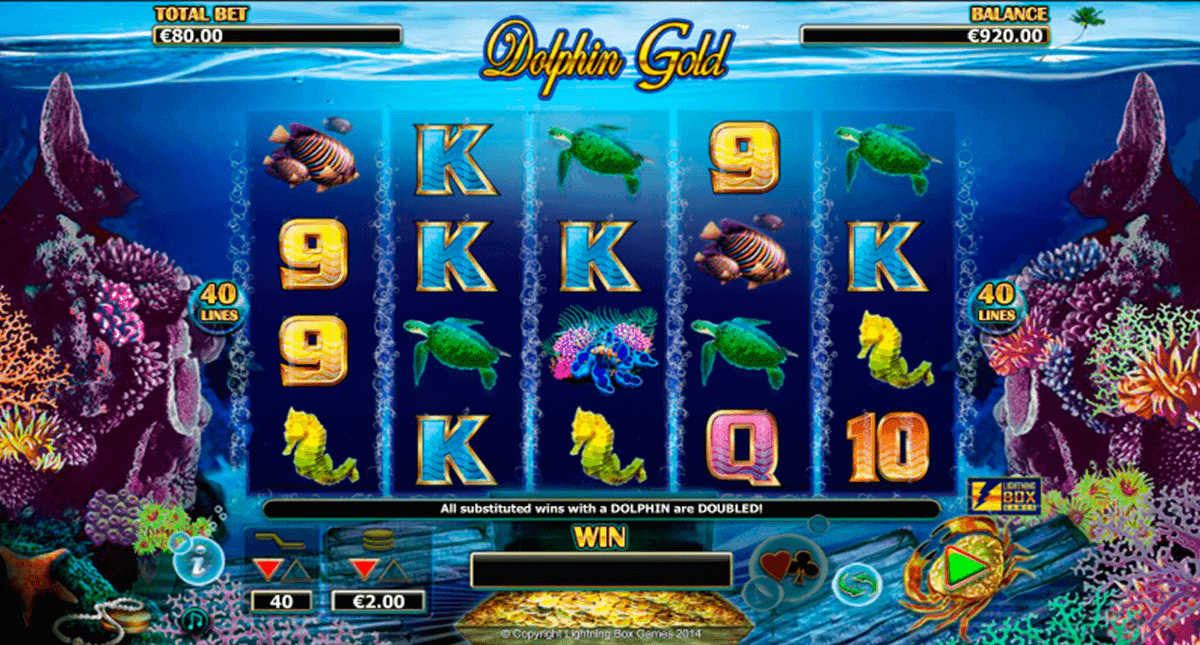 TOTAL BET
€80.00
Dolphin Gold™
BALANCE
€920.00
K
9
9
K
K
K
9
K
Q
10
40
LINES
40
LINES
All substituted wins with a DOLPHIN are DOUBLED!
LIGHTNING
BOX
GAMES
WIN
i
40
€2.00
© Copyright Lightning Box Games 2014